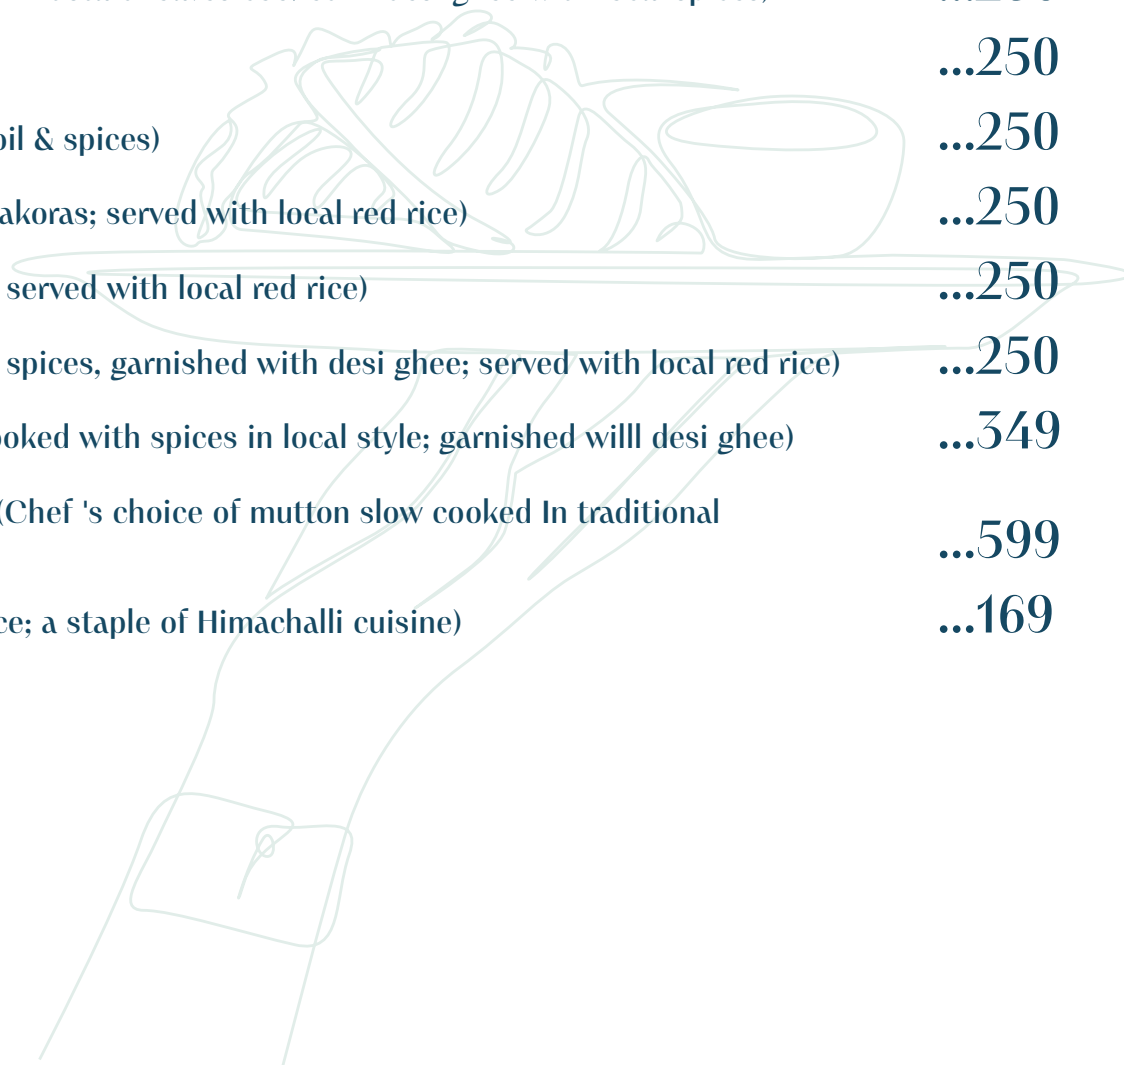 ...250
oil & spices) ...250
akoras; served with local red rice) ...250
served with local red rice) ...250
spices, garnished with desi ghee; served with local red rice) ...250
ooked with spices in local style; garnished willl desi ghee) ...349
(Chef 's choice of mutton slow cooked In traditional
...599
ce; a staple of Himachalli cuisine) ...169